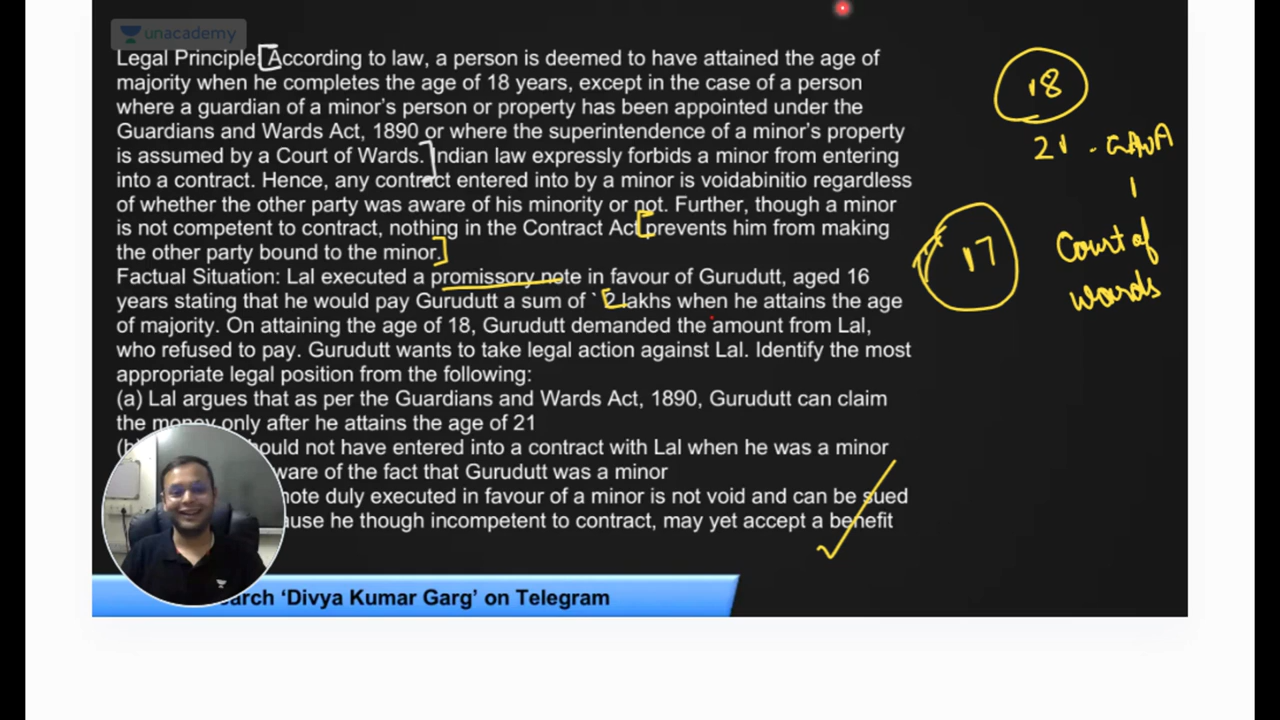 unacademy
Legal Principle [According to law, a person is deemed to have attained the age of
majority when he completes the age of 18 years, except in the case of a person
where a guardian of a minor's person or property has been appointed under the
Guardians and Wards Act, 1890 or where the superintendence of a minor's property
is assumed by a Court of Wards.] Indian law expressly forbids a minor from entering
into a contract. Hence, any contract entered into by a minor is voidabinitio regardless
of whether the other party was aware of his minority or not. Further, though a minor
is not competent to contract, nothing in the Contract Act [prevents him from making
the other party bound to the minor.]
Factual Situation: Lal executed a promissory note in favour of Gurudutt, aged 16
years stating that he would pay Gurudutt a sum of ` 2 lakhs when he attains the age
of majority. On attaining the age of 18, Gurudutt demanded the amount from Lal,
who refused to pay. Gurudutt wants to take legal action against Lal. Identify the most
appropriate legal position from the following:
(a) Lal argues that as per the Guardians and Wards Act, 1890, Gurudutt can claim
the money only after he attains the age of 21
not have entered into a contract with Lal when he was a minor
of the fact that Gurudutt was a minor
note duly executed in favour of a minor is not void and can be sued
he though incompetent to contract, may yet accept a benefit
'Divya Kumar Garg' on Telegram
18
21 - GAWA
17
Court of
wards